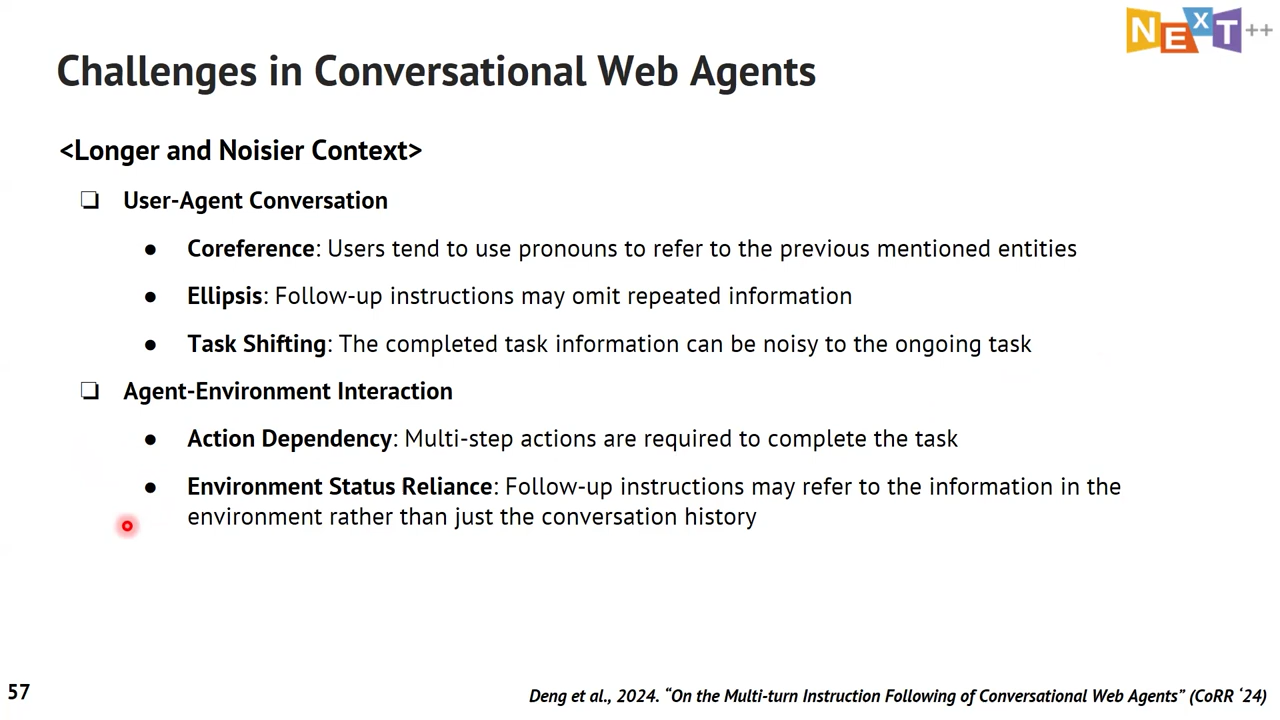 NExT++
Challenges in Conversational Web Agents
<Longer and Noisier Context>
❏ User-Agent Conversation
● Coreference: Users tend to use pronouns to refer to the previous mentioned entities
● Ellipsis: Follow-up instructions may omit repeated information
● Task Shifting: The completed task information can be noisy to the ongoing task
❏ Agent-Environment Interaction
● Action Dependency: Multi-step actions are required to complete the task
● Environment Status Reliance: Follow-up instructions may refer to the information in the
environment rather than just the conversation history
57
Deng et al., 2024. “On the Multi-turn Instruction Following of Conversational Web Agents” (CoRR ‘24)